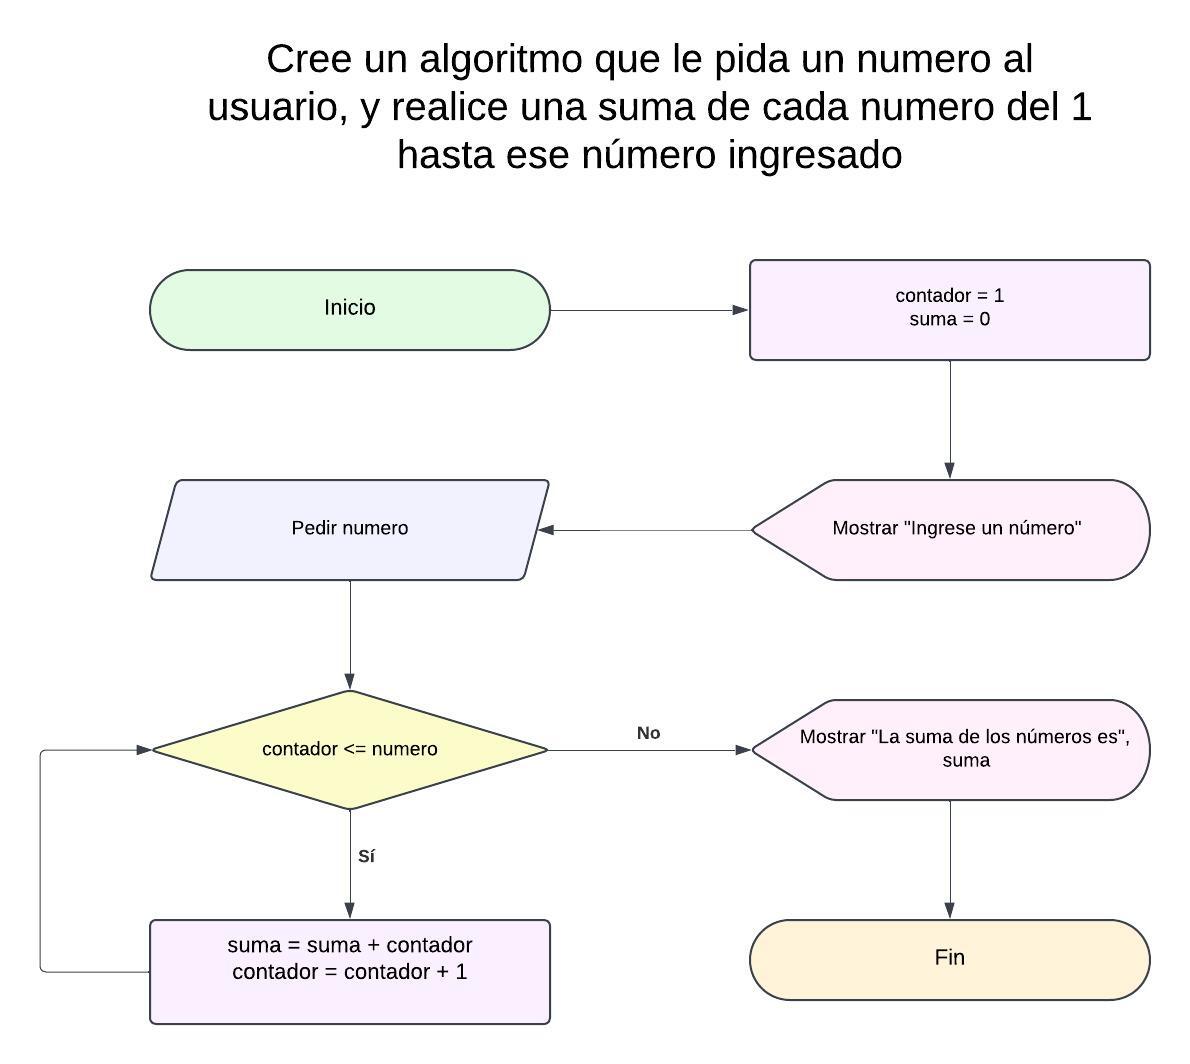 Cree un algoritmo que le pida un numero al
usuario, y realice una suma de cada numero del 1
hasta ese número ingresado
Inicio
contador = 1
suma = 0
Mostrar "Ingrese un número"
Pedir numero
contador <= numero
No
Mostrar "La suma de los números es",
suma
Sí
suma = suma + contador
contador = contador + 1
Fin